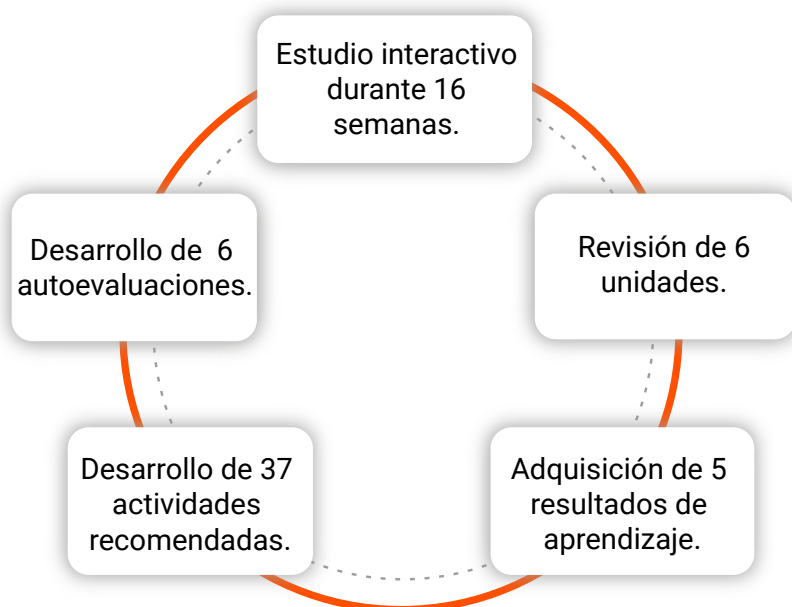 Estudio interactivo
durante 16
semanas.
Revisión de 6
unidades.
Adquisición de 5
resultados de
aprendizaje.
Desarrollo de 37
actividades
recomendadas.
Desarrollo de 6
autoevaluaciones.